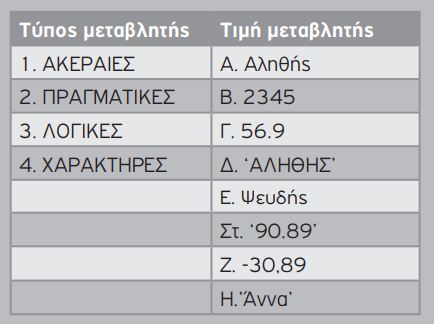 Τύπος μεταβλητής Τιμή μεταβλητής
1. ΑΚΕΡΑΙΕΣ Α. Αληθής
2. ΠΡΑΓΜΑΤΙΚΕΣ Β. 2345
3. ΛΟΓΙΚΕΣ Γ. 56.9
4. ΧΑΡΑΚΤΗΡΕΣ Δ. ‘ΑΛΗΘΗΣ’
Ε. Ψευδής
Στ. ‘90.89’
Ζ. -30,89
Η.’Άννα’